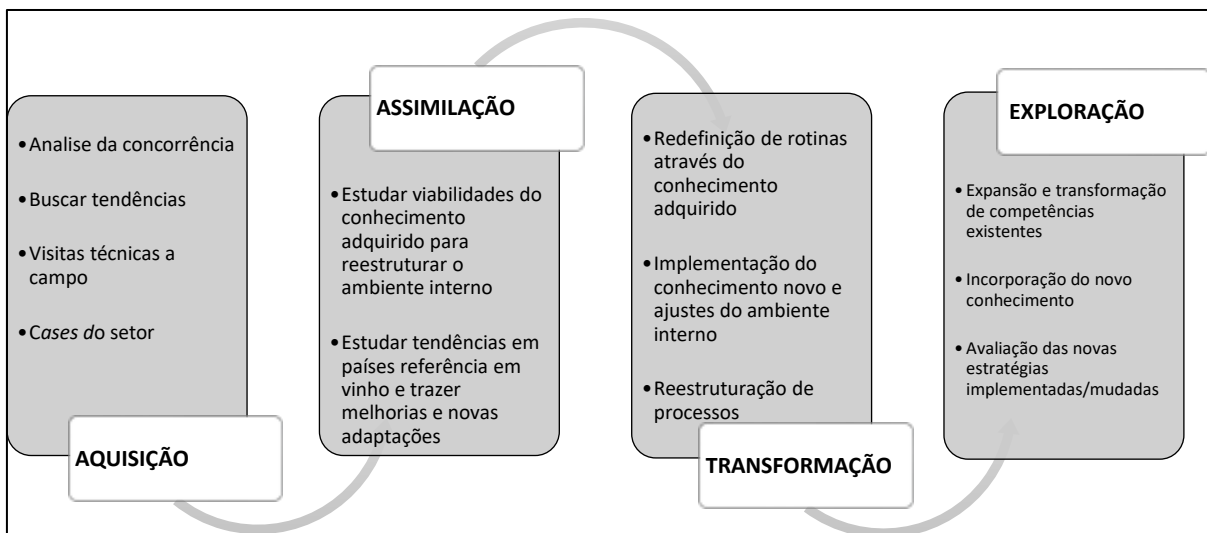 •Analise da concorrência
•Buscar tendências
•Visitas técnicas a
campo
•Cases do setor
AQUISIÇÃO
ASSIMILAÇÃO
•Estudar viabilidades do
conhecimento
adquirido para
reestruturar o
ambiente interno
•Estudar tendências em
países referência em
vinho e trazer
melhorias e novas
adaptações
•Redefinição de rotinas
através do
conhecimento
adquirido
•Implementação do
conhecimento novo e
ajustes do ambiente
interno
•Reestruturação de
processos
TRANSFORMAÇÃO
EXPLORAÇÃO
•Expansão e transformação
de competências
existentes
•Incorporação do novo
conhecimento
•Avaliação das novas
estratégias
implementadas/mudadas